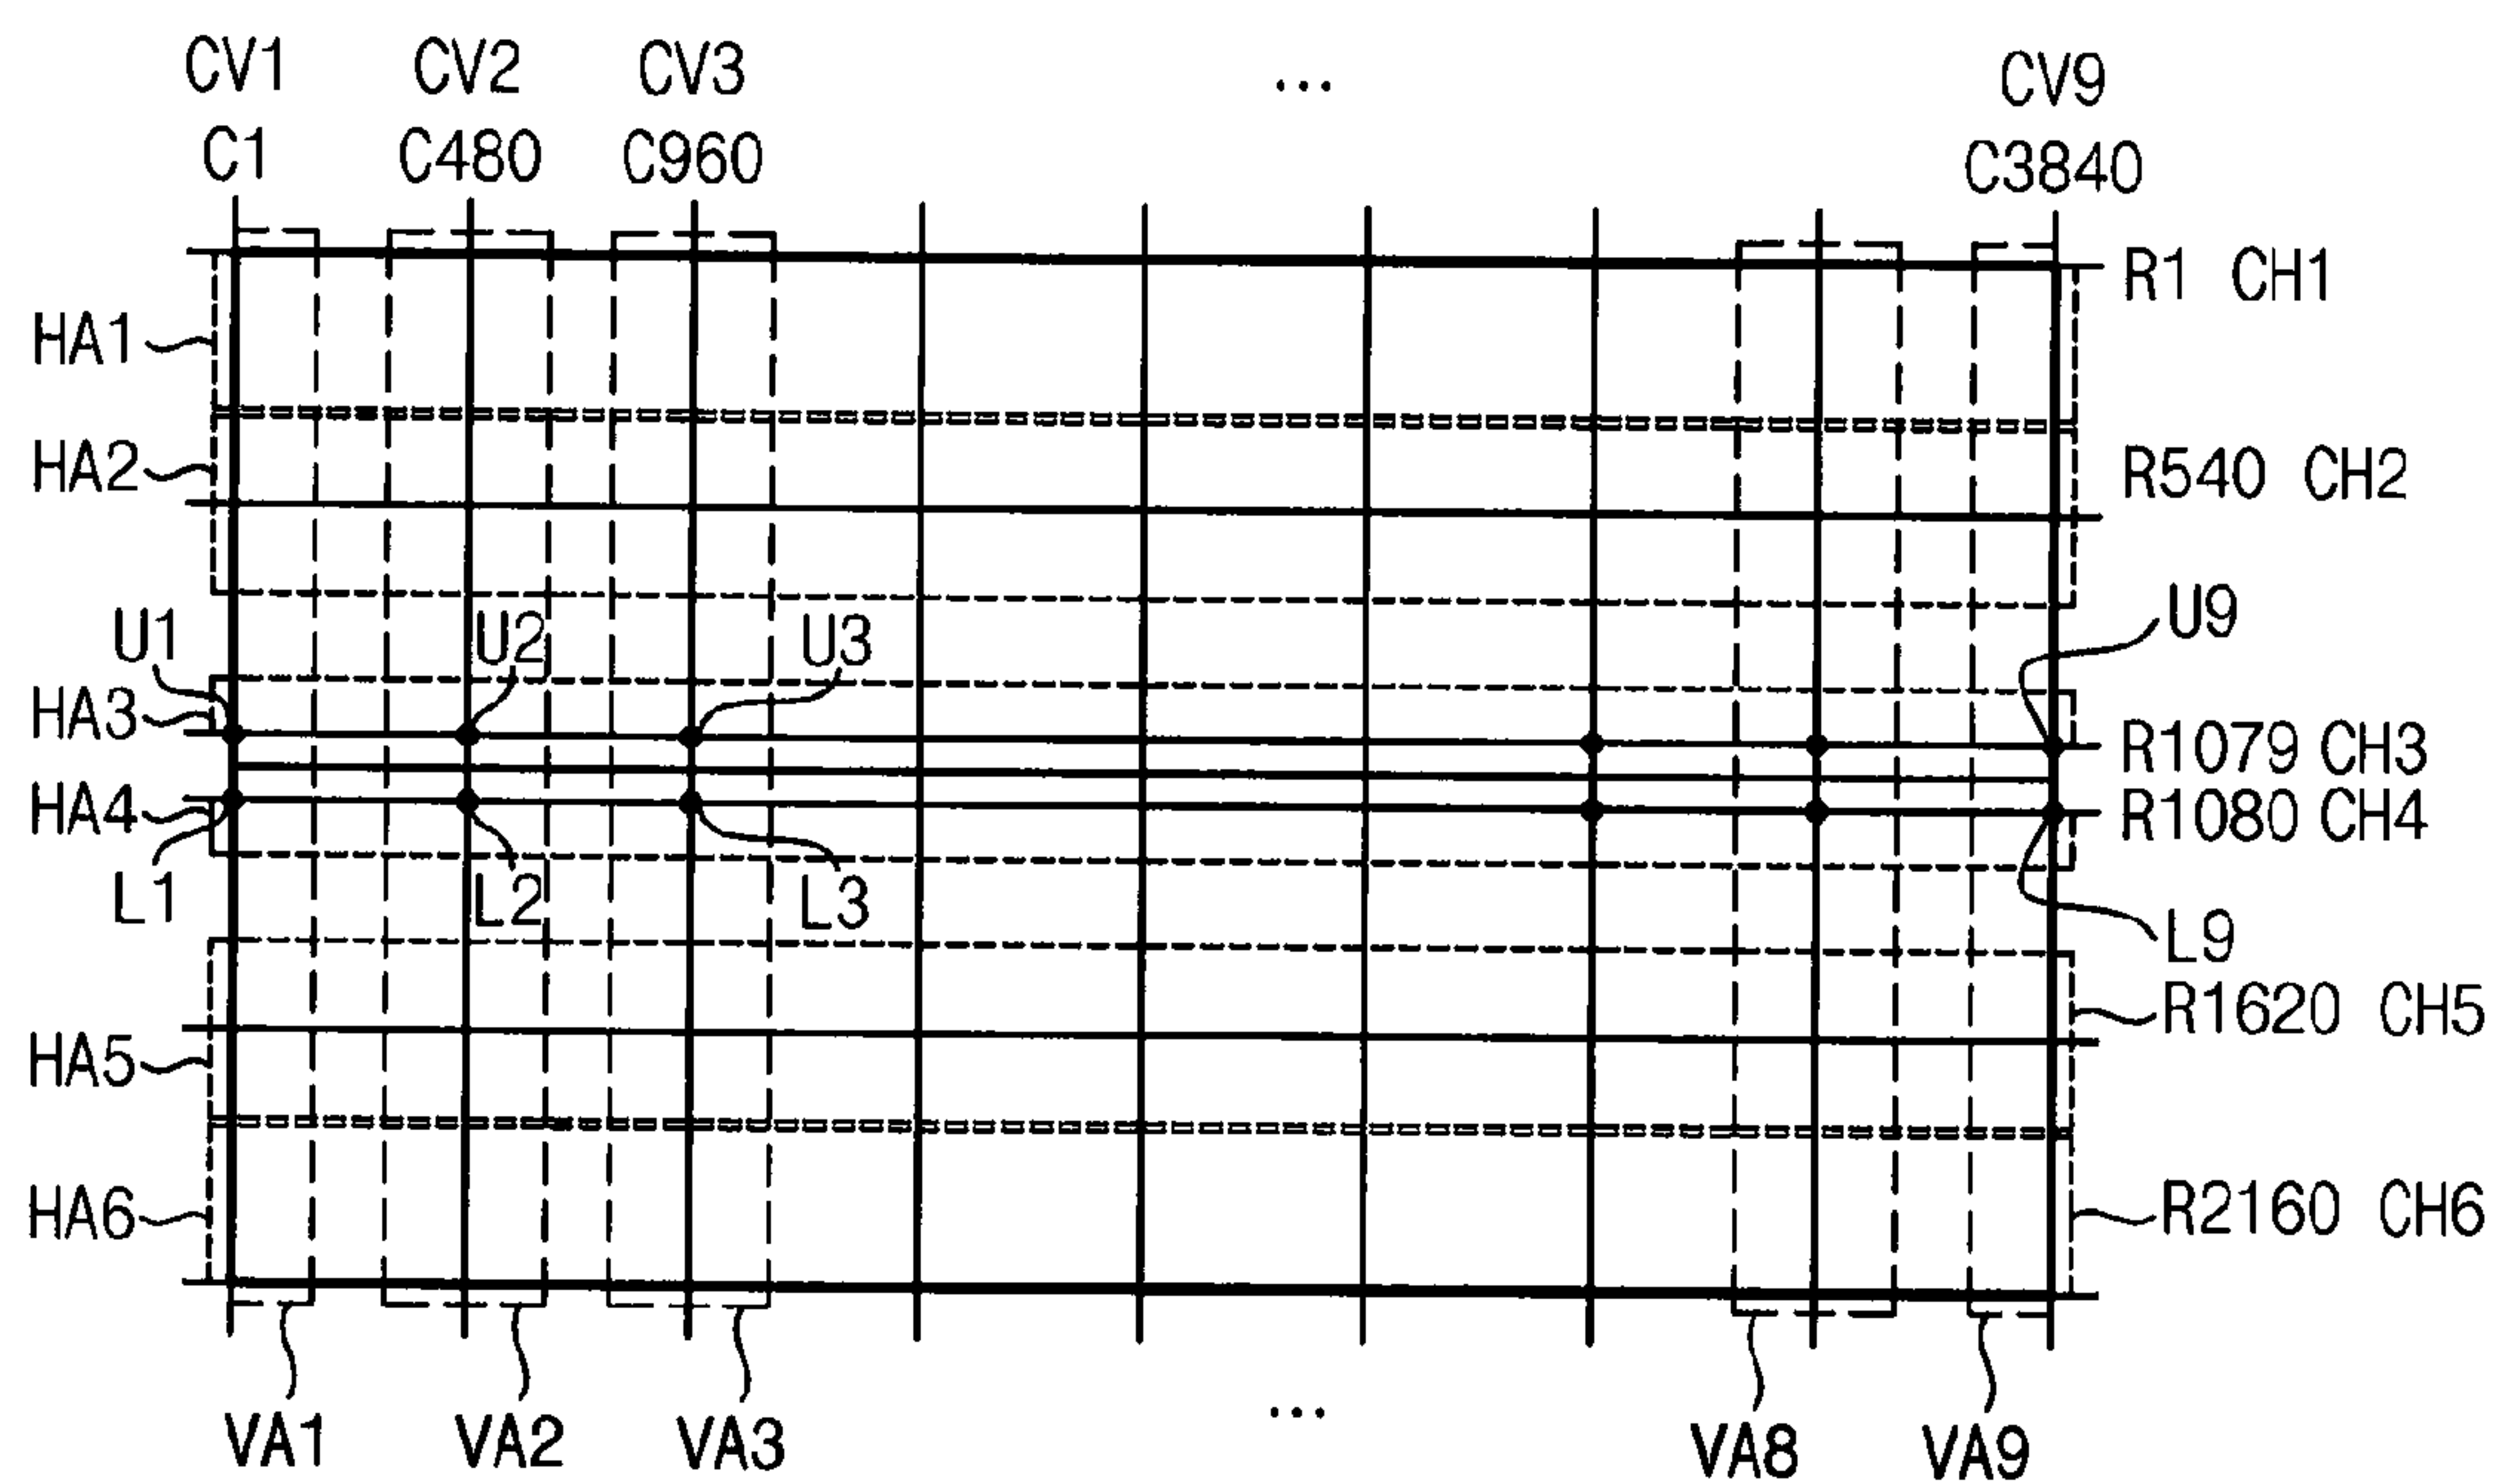 CV1 CV2 CV3 ... CV9
C1 C480 C960 C3840
R1 CH1
HA1
HA2
R540 CH2
U1 U2 U3 U9
HA3
R1079 CH3
HA4
R1080 CH4
L1 L2 L3 L9
R1620 CH5
HA5
HA6
R2160 CH6
VA1 VA2 VA3 ... VA8 VA9